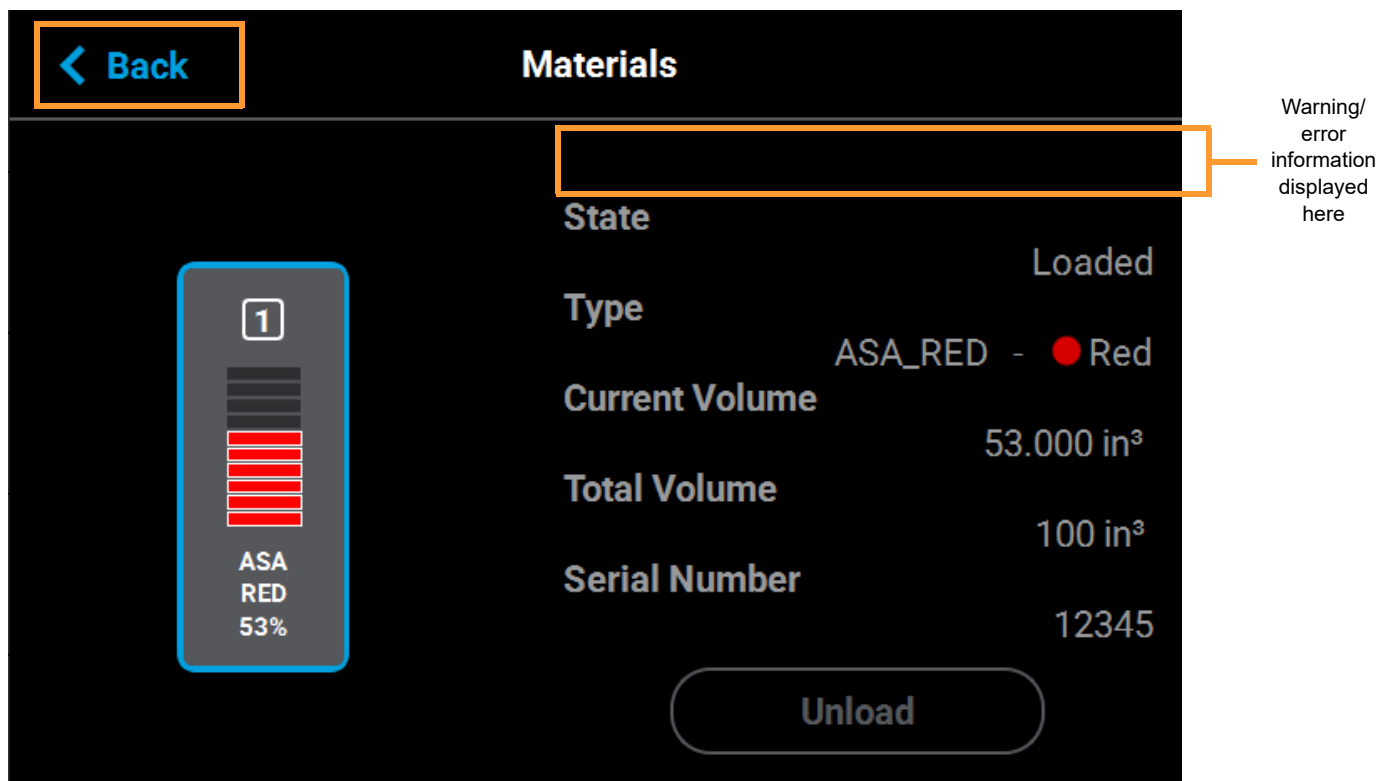 Back
Materials
Warning/
error
information
displayed
here
State
Loaded
1
Type
ASA_RED - Red
Current Volume
53.000 in³
Total Volume
100 in³
ASA
RED
53%
Serial Number
12345
Unload